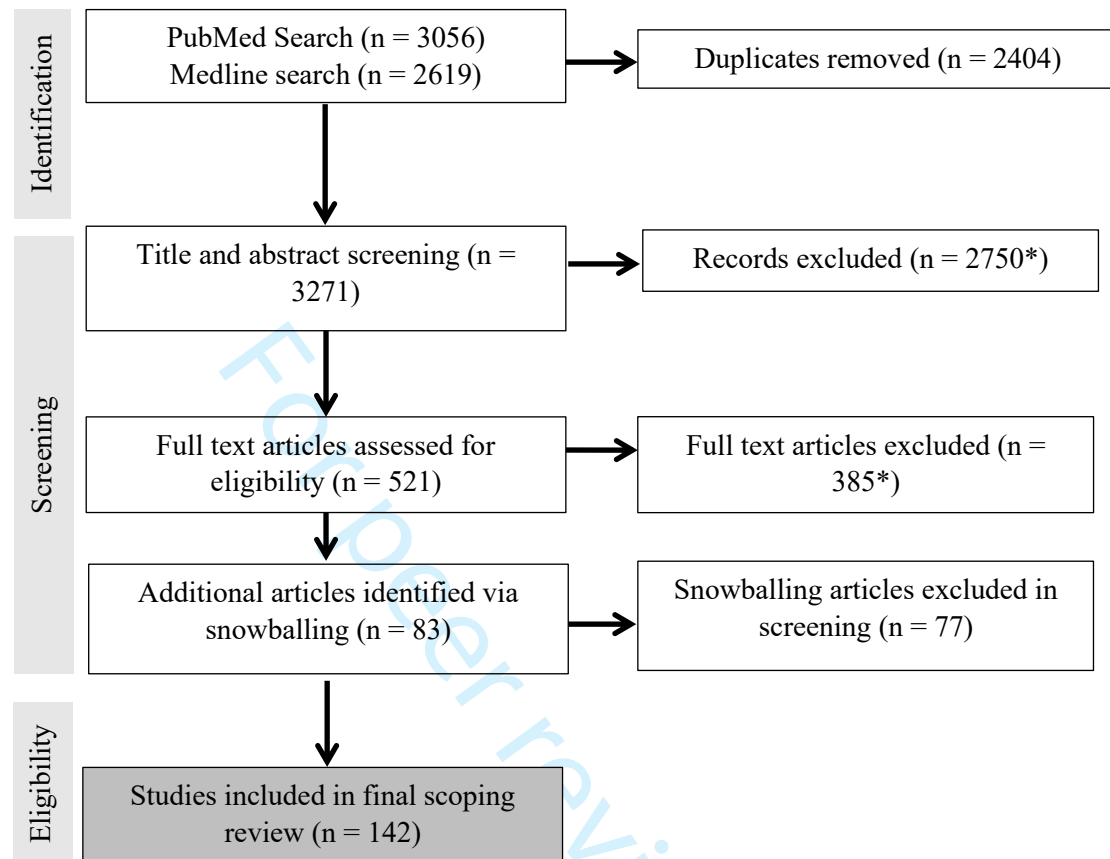 Identification
PubMed Search (n = 3056)
Medline search (n = 2619)
Duplicates removed (n = 2404)
Screening
Title and abstract screening (n =
3271)
Records excluded (n = 2750*)
Full text articles assessed for
eligibility (n = 521)
Full text articles excluded (n =
385*)
Additional articles identified via
snowballing (n = 83)
Snowballing articles excluded in
screening (n = 77)
Eligibility
Studies included in final scoping
review (n = 142)
For peer revi